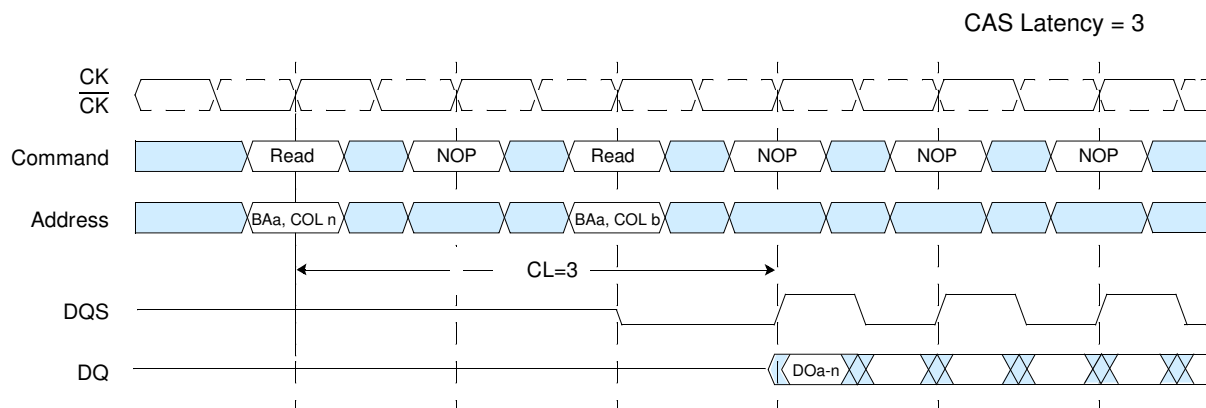 CAS Latency = 3
CK
CK
Command Read NOP Read NOP NOP NOP
Address BAa, COL n BAa, COL b
CL=3
DQS
DQ DOa-n